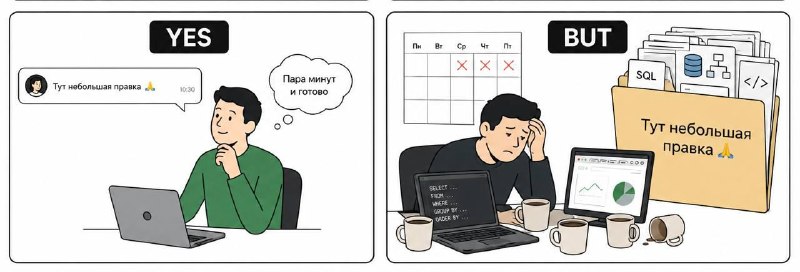 YES
Тут небольшая правка 🙏
10:30
Пара минут
и готово
BUT
Пн Вт Ср Чт Пт
SQL
</>
Тут небольшая
правка 🙏
SELECT ...
FROM ...
WHERE ...
GROUP BY ...
ORDER BY ...